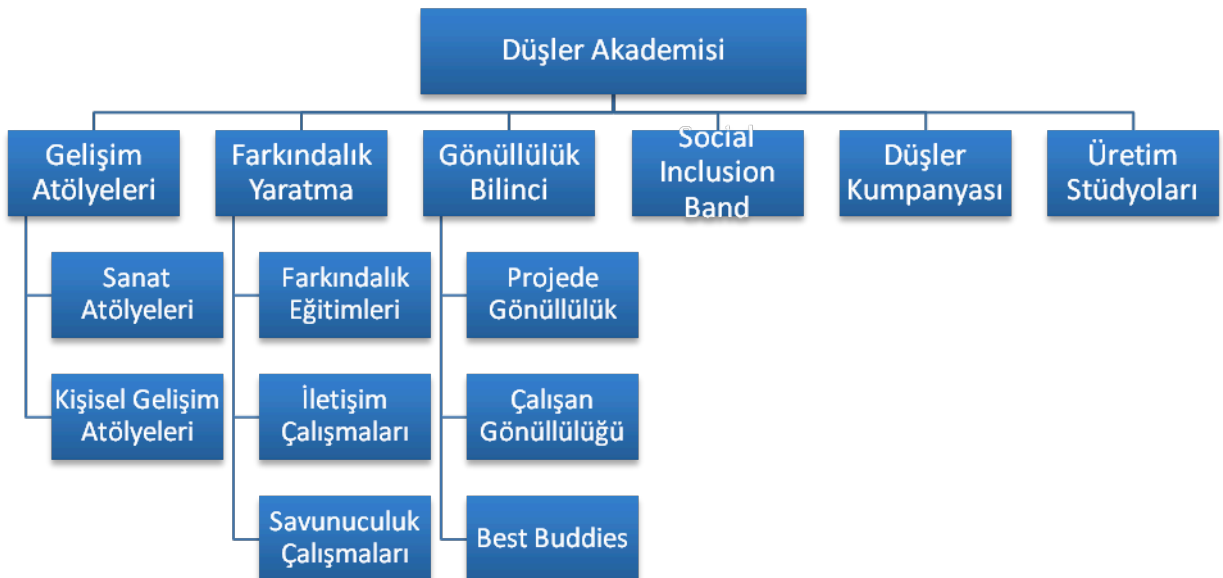 Düşler Akademisi
Gelişim
Atölyeleri
Farkındalık
Yaratma
Gönüllülük
Bilinci
Social
Inclusion
Band
Düşler
Kumpanyası
Üretim
Stüdyoları
Sanat
Atölyeleri
Kişisel Gelişim
Atölyeleri
Farkındalık
Eğitimleri
İletişim
Çalışmaları
Savunuculuk
Çalışmaları
Projede
Gönüllülük
Çalışan
Gönüllülüğü
Best Buddies